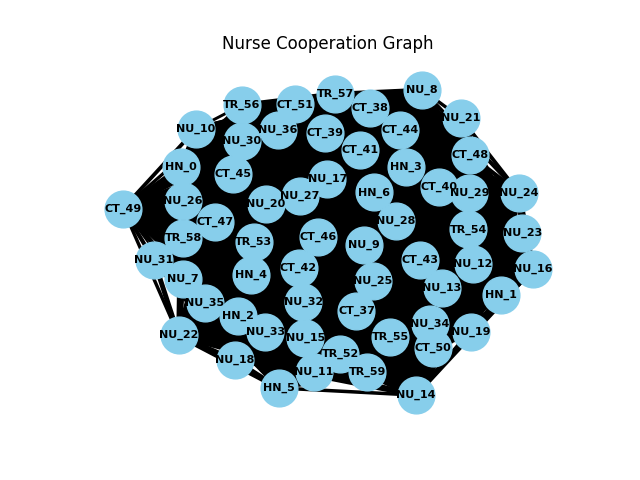 Nurse Cooperation Graph
NU_8
TR_57
TR_56
CT_51
CT_38
NU_21
NU_10
NU_36
CT_44
CT_39
NU_30
CT_41
CT_48
HN_0
HN_3
CT_45
NU_17
CT_40
HN_6
NU_29
NU_24
NU_27
NU_26
NU_20
CT_49
CT_47
NU_28
TR_54
NU_23
CT_46
TR_58
TR_53
NU_9
NU_31
CT_43
NU_12
CT_42
NU_16
HN_4
NU_7
NU_25
NU_13
HN_1
NU_35
NU_32
CT_37
HN_2
NU_34
NU_33
NU_19
NU_22
NU_15
TR_55
CT_50
TR_52
NU_18
NU_11
TR_59
HN_5
NU_14